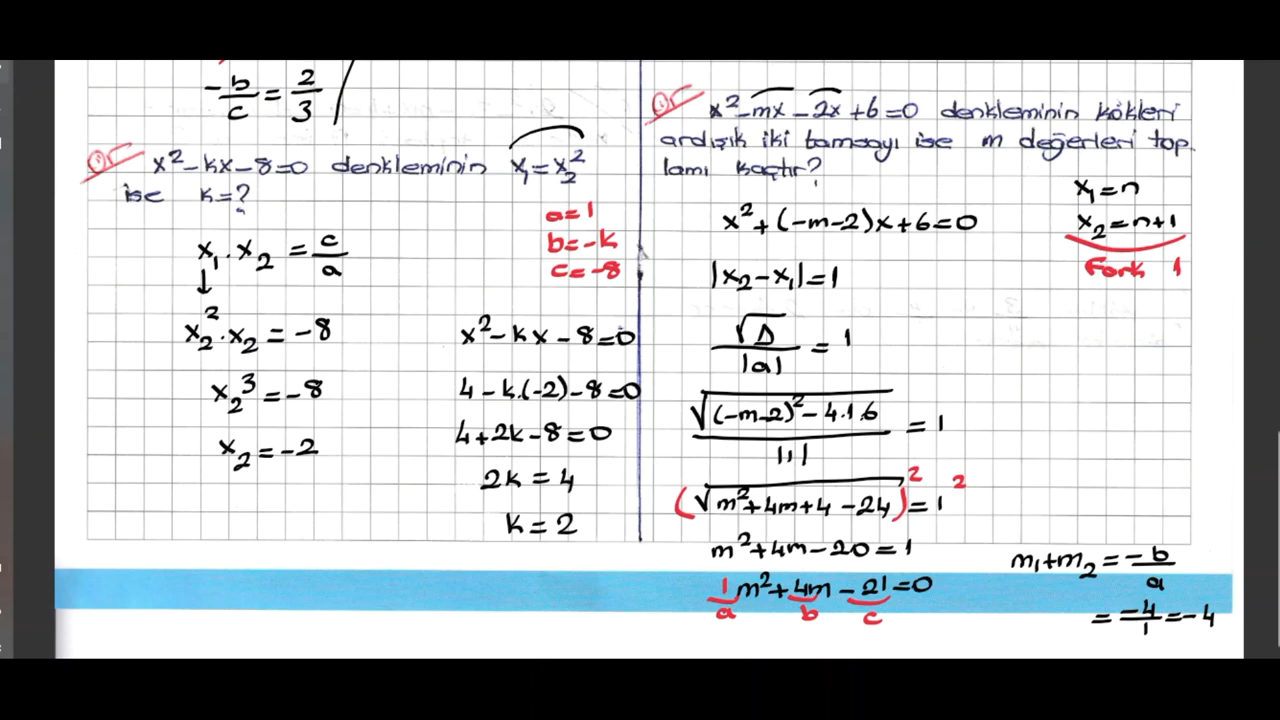 -b/c = 2/3
Ör x² - kx - 8 = 0 denkleminin x₁ = x₂²
ise k = ?
a = 1
b = -k
c = -8
x₁ . x₂ = c/a
x₂² . x₂ = -8
x₂³ = -8
x₂ = -2
x² - kx - 8 = 0
4 - k.(-2) - 8 = 0
4 + 2k - 8 = 0
2k = 4
k = 2
Ör x² - mx - 2x + 6 = 0 denkleminin kökleri
ardışık iki tamsayı ise m değerleri top
lamı kaçtır?
x₁ = n
x₂ = n+1
Fark 1
x² + (-m-2)x + 6 = 0
|x₂ - x₁| = 1
√Δ/|a| = 1
√((-m-2)² - 4.1.6)/|1| = 1
(√(m² + 4m + 4 - 24))² = 1²
m² + 4m - 20 = 1
1m² + 4m - 21 = 0
a b c
m₁ + m₂ = -b/a
= -4/1 = -4